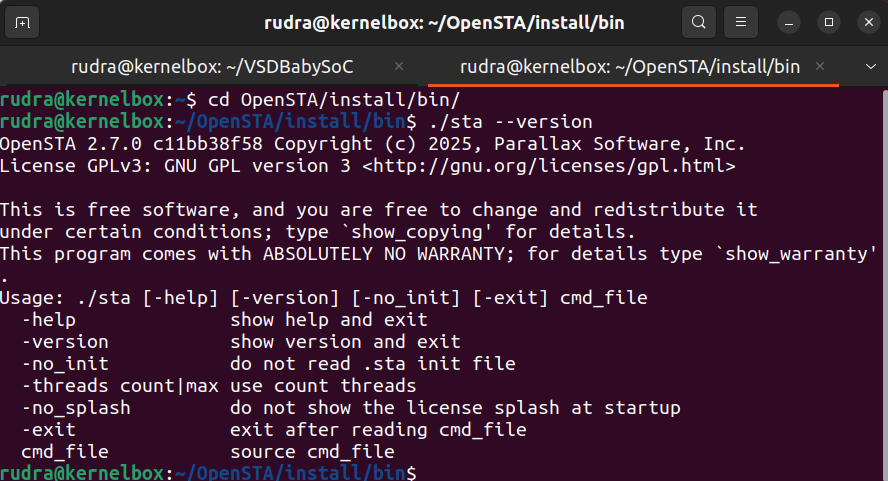 rudra@kernelbox: ~/OpenSTA/install/bin
rudra@kernelbox: ~/VSDBabySoC
rudra@kernelbox: ~/OpenSTA/install/bin
rudra@kernelbox:~$ cd OpenSTA/install/bin/
rudra@kernelbox:~/OpenSTA/install/bin$ ./sta --version
OpenSTA 2.7.0 c11bb38f58 Copyright (c) 2025, Parallax Software, Inc.
License GPLv3: GNU GPL version 3 <http://gnu.org/licenses/gpl.html>
This is free software, and you are free to change and redistribute it
under certain conditions; type `show_copying' for details.
This program comes with ABSOLUTELY NO WARRANTY; for details type `show_warranty'
.
Usage: ./sta [-help] [-version] [-no_init] [-exit] cmd_file
  -help              show help and exit
  -version           show version and exit
  -no_init           do not read .sta init file
  -threads count|max use count threads
  -no_splash         do not show the license splash at startup
  -exit              exit after reading cmd_file
  cmd_file           source cmd_file
rudra@kernelbox:~/OpenSTA/install/bin$